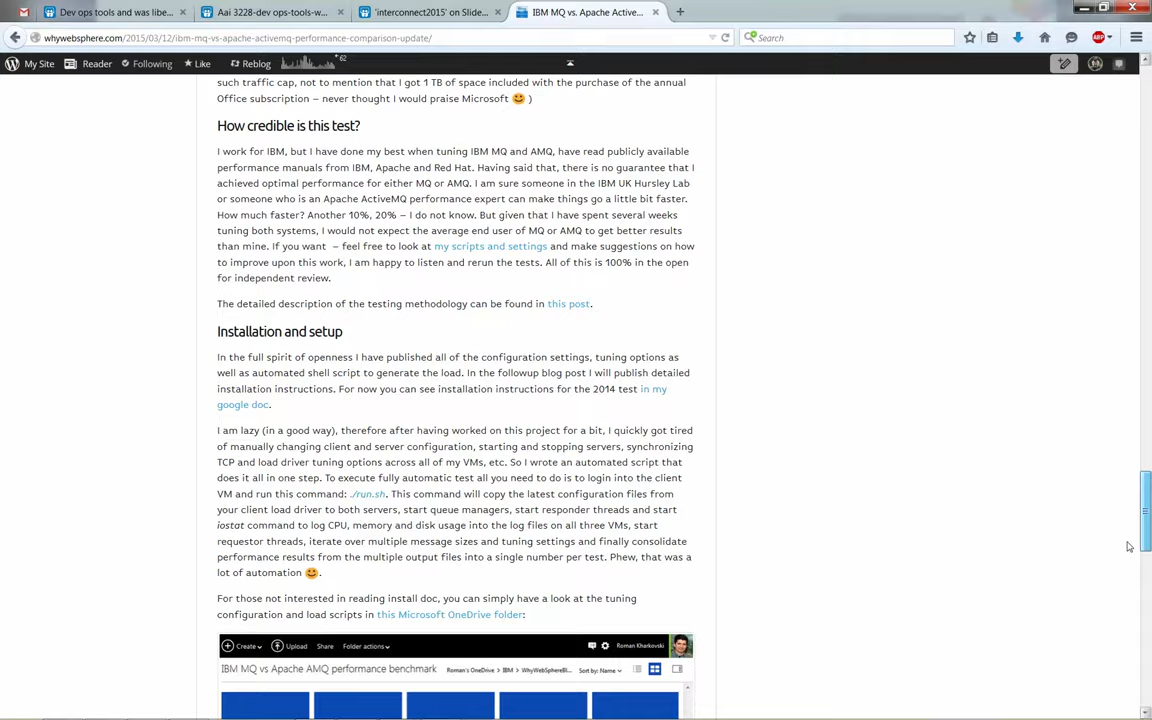 Dev ops tools and was libe...
Aai 3228-dev ops-tools-w...
'interconnect2015' on Slide...
IBM MQ vs. Apache Active...
whywebsphere.com/2015/03/12/ibm-mq-vs-apache-activemq-performance-comparison-update/
Search
ABP
My Site
Reader
Following
Like
Reblog
62
such traffic cap, not to mention that I got 1 TB of space included with the purchase of the annual
Office subscription – never thought I would praise Microsoft 😀 )
How credible is this test?
I work for IBM, but I have done my best when tuning IBM MQ and AMQ, have read publicly available
performance manuals from IBM, Apache and Red Hat. Having said that, there is no guarantee that I
achieved optimal performance for either MQ or AMQ. I am sure someone in the IBM UK Hursley Lab
or someone who is an Apache ActiveMQ performance expert can make things go a little bit faster.
How much faster? Another 10%, 20% – I do not know. But given that I have spent several weeks
tuning both systems, I would not expect the average end user of MQ or AMQ to get better results
than mine. If you want  – feel free to look at my scripts and settings and make suggestions on how
to improve upon this work, I am happy to listen and rerun the tests. All of this is 100% in the open
for independent review.
The detailed description of the testing methodology can be found in this post.
Installation and setup
In the full spirit of openness I have published all of the configuration settings, tuning options as
well as automated shell script to generate the load. In the followup blog post I will publish detailed
installation instructions. For now you can see installation instructions for the 2014 test in my
google doc.
I am lazy (in a good way), therefore after having worked on this project for a bit, I quickly got tired
of manually changing client and server configuration, starting and stopping servers, synchronizing
TCP and load driver tuning options across all of my VMs, etc. So I wrote an automated script that
does it all in one step. To execute fully automatic test all you need to do is to login into the client
VM and run this command: ./run.sh. This command will copy the latest configuration files from
your client load driver to both servers, start queue managers, start responder threads and start
iostat command to log CPU, memory and disk usage into the log files on all three VMs, start
requestor threads, iterate over multiple message sizes and tuning settings and finally consolidate
performance results from the multiple output files into a single number per test. Phew, that was a
lot of automation 😀.
For those not interested in reading install doc, you can simply have a look at the tuning
configuration and load scripts in this Microsoft OneDrive folder:
Create
Upload
Share
Folder actions
Roman Kharkovski
IBM MQ vs Apache AMQ performance benchmark
Roman's OneDrive > IBM > WhyWebSphereBl...
Sort by: Name